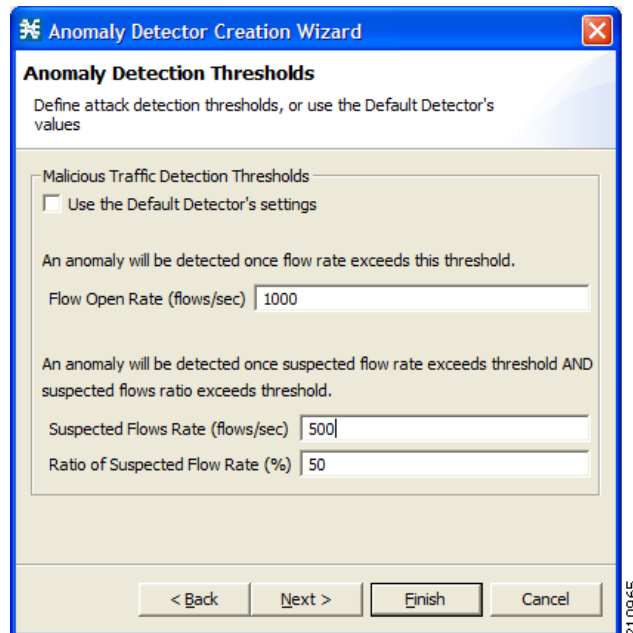 Anomaly Detector Creation Wizard
Anomaly Detection Thresholds
Define attack detection thresholds, or use the Default Detector's
values
Malicious Traffic Detection Thresholds
Use the Default Detector's settings
An anomaly will be detected once flow rate exceeds this threshold.
Flow Open Rate (flows/sec) 1000
An anomaly will be detected once suspected flow rate exceeds threshold AND
suspected flows ratio exceeds threshold.
Suspected Flows Rate (flows/sec) 500
Ratio of Suspected Flow Rate (%) 50
< Back Next > Finish Cancel
210965